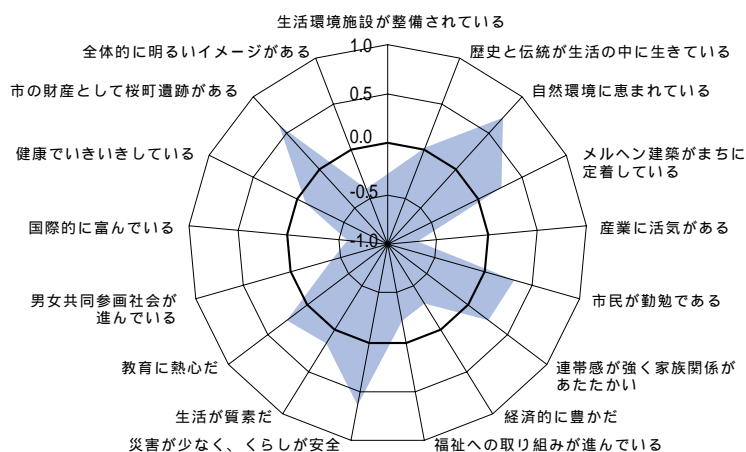 生活環境施設が整備されている
全体的に明るいイメージがある
1.0
歴史と伝統が生活の中に生きている
市の財産として桜町遺跡がある
0.5
自然環境に恵まれている
健康でいきいきしている
0.0
メルヘン建築がまちに
定着している
-0.5
国際的に富んでいる
-1.0
産業に活気がある
男女共同参画社会が
進んでいる
市民が勤勉である
教育に熱心だ
連帯感が強く家族関係が
あたたかい
生活が質素だ
経済的に豊かだ
災害が少なく、くらしが安全
福祉への取り組みが進んでいる